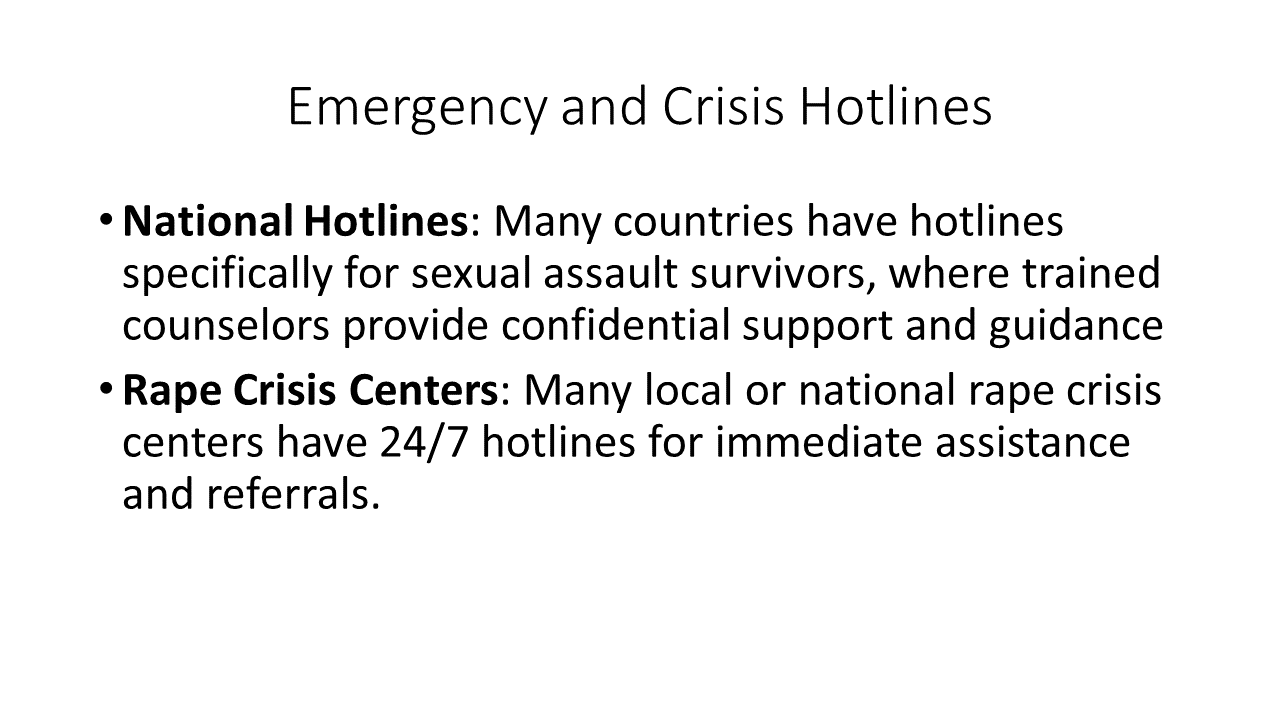 Emergency and Crisis Hotlines
• National Hotlines: Many countries have hotlines
specifically for sexual assault survivors, where trained
counselors provide confidential support and guidance
• Rape Crisis Centers: Many local or national rape crisis
centers have 24/7 hotlines for immediate assistance
and referrals.